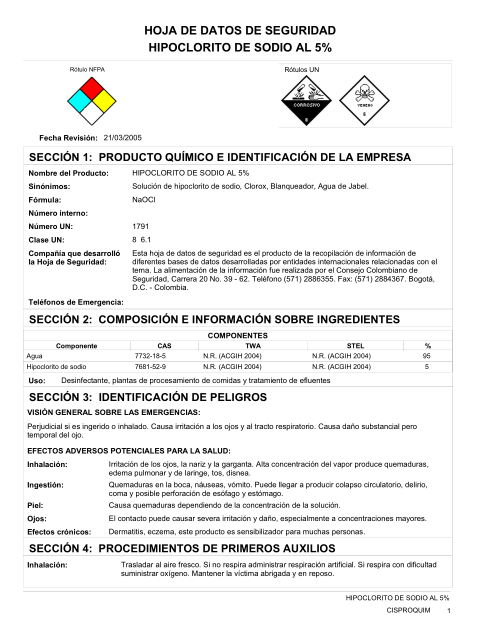 HOJA DE DATOS DE SEGURIDAD
HIPOCLORITO DE SODIO AL 5%
Rótulo NFPA
Rótulos UN
CORROSIVO
8
VENENO
6
Fecha Revisión: 21/03/2005
SECCIÓN 1: PRODUCTO QUÍMICO E IDENTIFICACIÓN DE LA EMPRESA
Nombre del Producto: HIPOCLORITO DE SODIO AL 5%
Sinónimos: Solución de hipoclorito de sodio, Clorox, Blanqueador, Agua de Jabel.
Fórmula: NaOCl
Número interno:
Número UN: 1791
Clase UN: 8 6.1
Compañía que desarrolló la Hoja de Seguridad: Esta hoja de datos de seguridad es el producto de la recopilación de información de
diferentes bases de datos desarrolladas por entidades internacionales relacionadas con el
tema. La alimentación de la información fue realizada por el Consejo Colombiano de
Seguridad, Carrera 20 No. 39 - 62. Teléfono (571) 2886355. Fax: (571) 2884367. Bogotá,
D.C. - Colombia.
Teléfonos de Emergencia:
SECCIÓN 2: COMPOSICIÓN E INFORMACIÓN SOBRE INGREDIENTES
COMPONENTES
Componente CAS TWA STEL %
Agua 7732-18-5 N.R. (ACGIH 2004) N.R. (ACGIH 2004) 95
Hipoclorito de sodio 7681-52-9 N.R. (ACGIH 2004) N.R. (ACGIH 2004) 5
Uso: Desinfectante, plantas de procesamiento de comidas y tratamiento de efluentes
SECCIÓN 3: IDENTIFICACIÓN DE PELIGROS
VISIÓN GENERAL SOBRE LAS EMERGENCIAS:
Perjudicial si es ingerido o inhalado. Causa irritación a los ojos y al tracto respiratorio. Causa daño substancial pero
temporal del ojo.
EFECTOS ADVERSOS POTENCIALES PARA LA SALUD:
Inhalación: Irritación de los ojos, la nariz y la garganta. Alta concentración del vapor produce quemaduras,
edema pulmonar y de laringe, tos, disnea.
Ingestión: Quemaduras en la boca, náuseas, vómito. Puede llegar a producir colapso circulatorio, delirio,
coma y posible perforación de esófago y estómago.
Piel: Causa quemaduras dependiendo de la concentración de la solución.
Ojos: El contacto puede causar severa irritación y daño, especialmente a concentraciones mayores.
Efectos crónicos: Dermatitis, eczema, este producto es sensibilizador para muchas personas.
SECCIÓN 4: PROCEDIMIENTOS DE PRIMEROS AUXILIOS
Inhalación: Trasladar al aire fresco. Si no respira administrar respiración artificial. Si respira con dificultad
suministrar oxígeno. Mantener la víctima abrigada y en reposo.
HIPOCLORITO DE SODIO AL 5%
CISPROQUIM 1